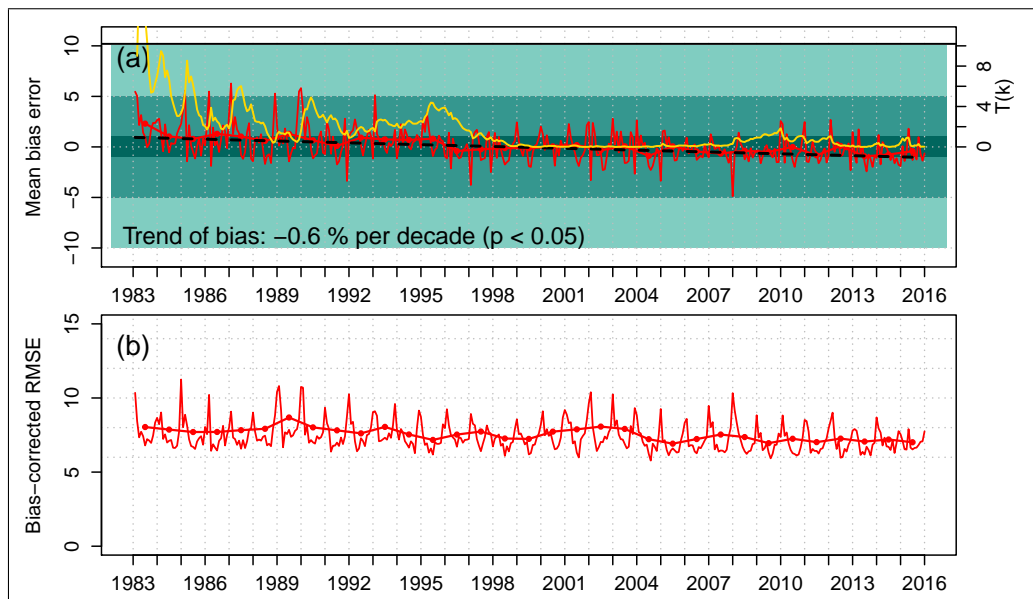 (a)
Mean bias error
10
5
0
−5
−10
8
4
0
T(k)
Trend of bias: −0.6 % per decade (p < 0.05)
1983 1986 1989 1992 1995 1998 2001 2004 2007 2010 2013 2016
(b)
Bias−corrected RMSE
15
10
5
0
1983 1986 1989 1992 1995 1998 2001 2004 2007 2010 2013 2016